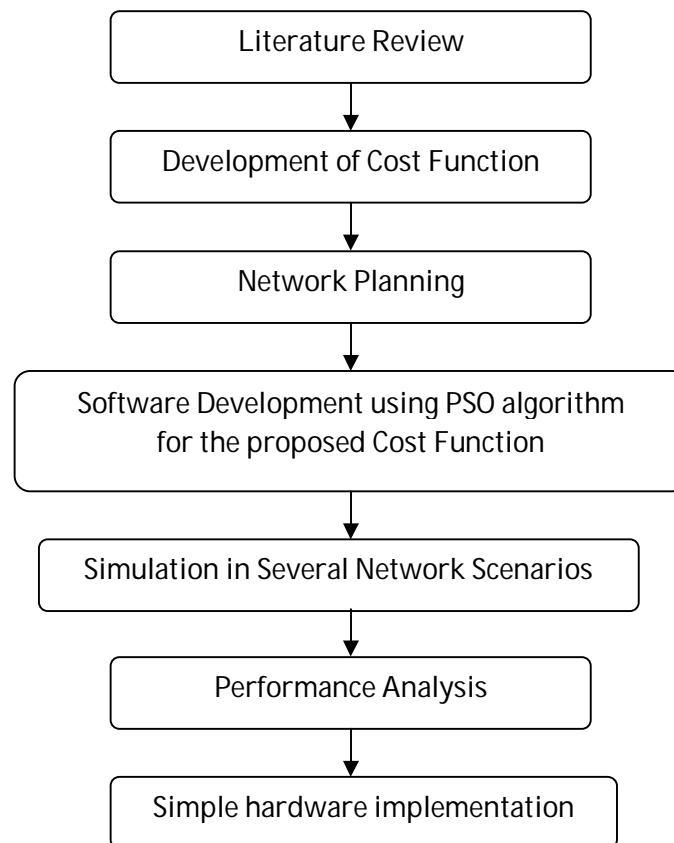 Literature Review
Development of Cost Function
Network Planning
Software Development using PSO algorithm
for the proposed Cost Function
Simulation in Several Network Scenarios
Performance Analysis
Simple hardware implementation